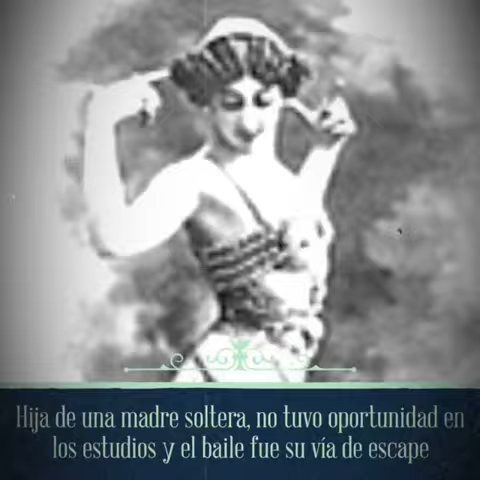 Hija de una madre soltera, no tuvo oportunidad en
los estudios y el baile fue su vía de escape